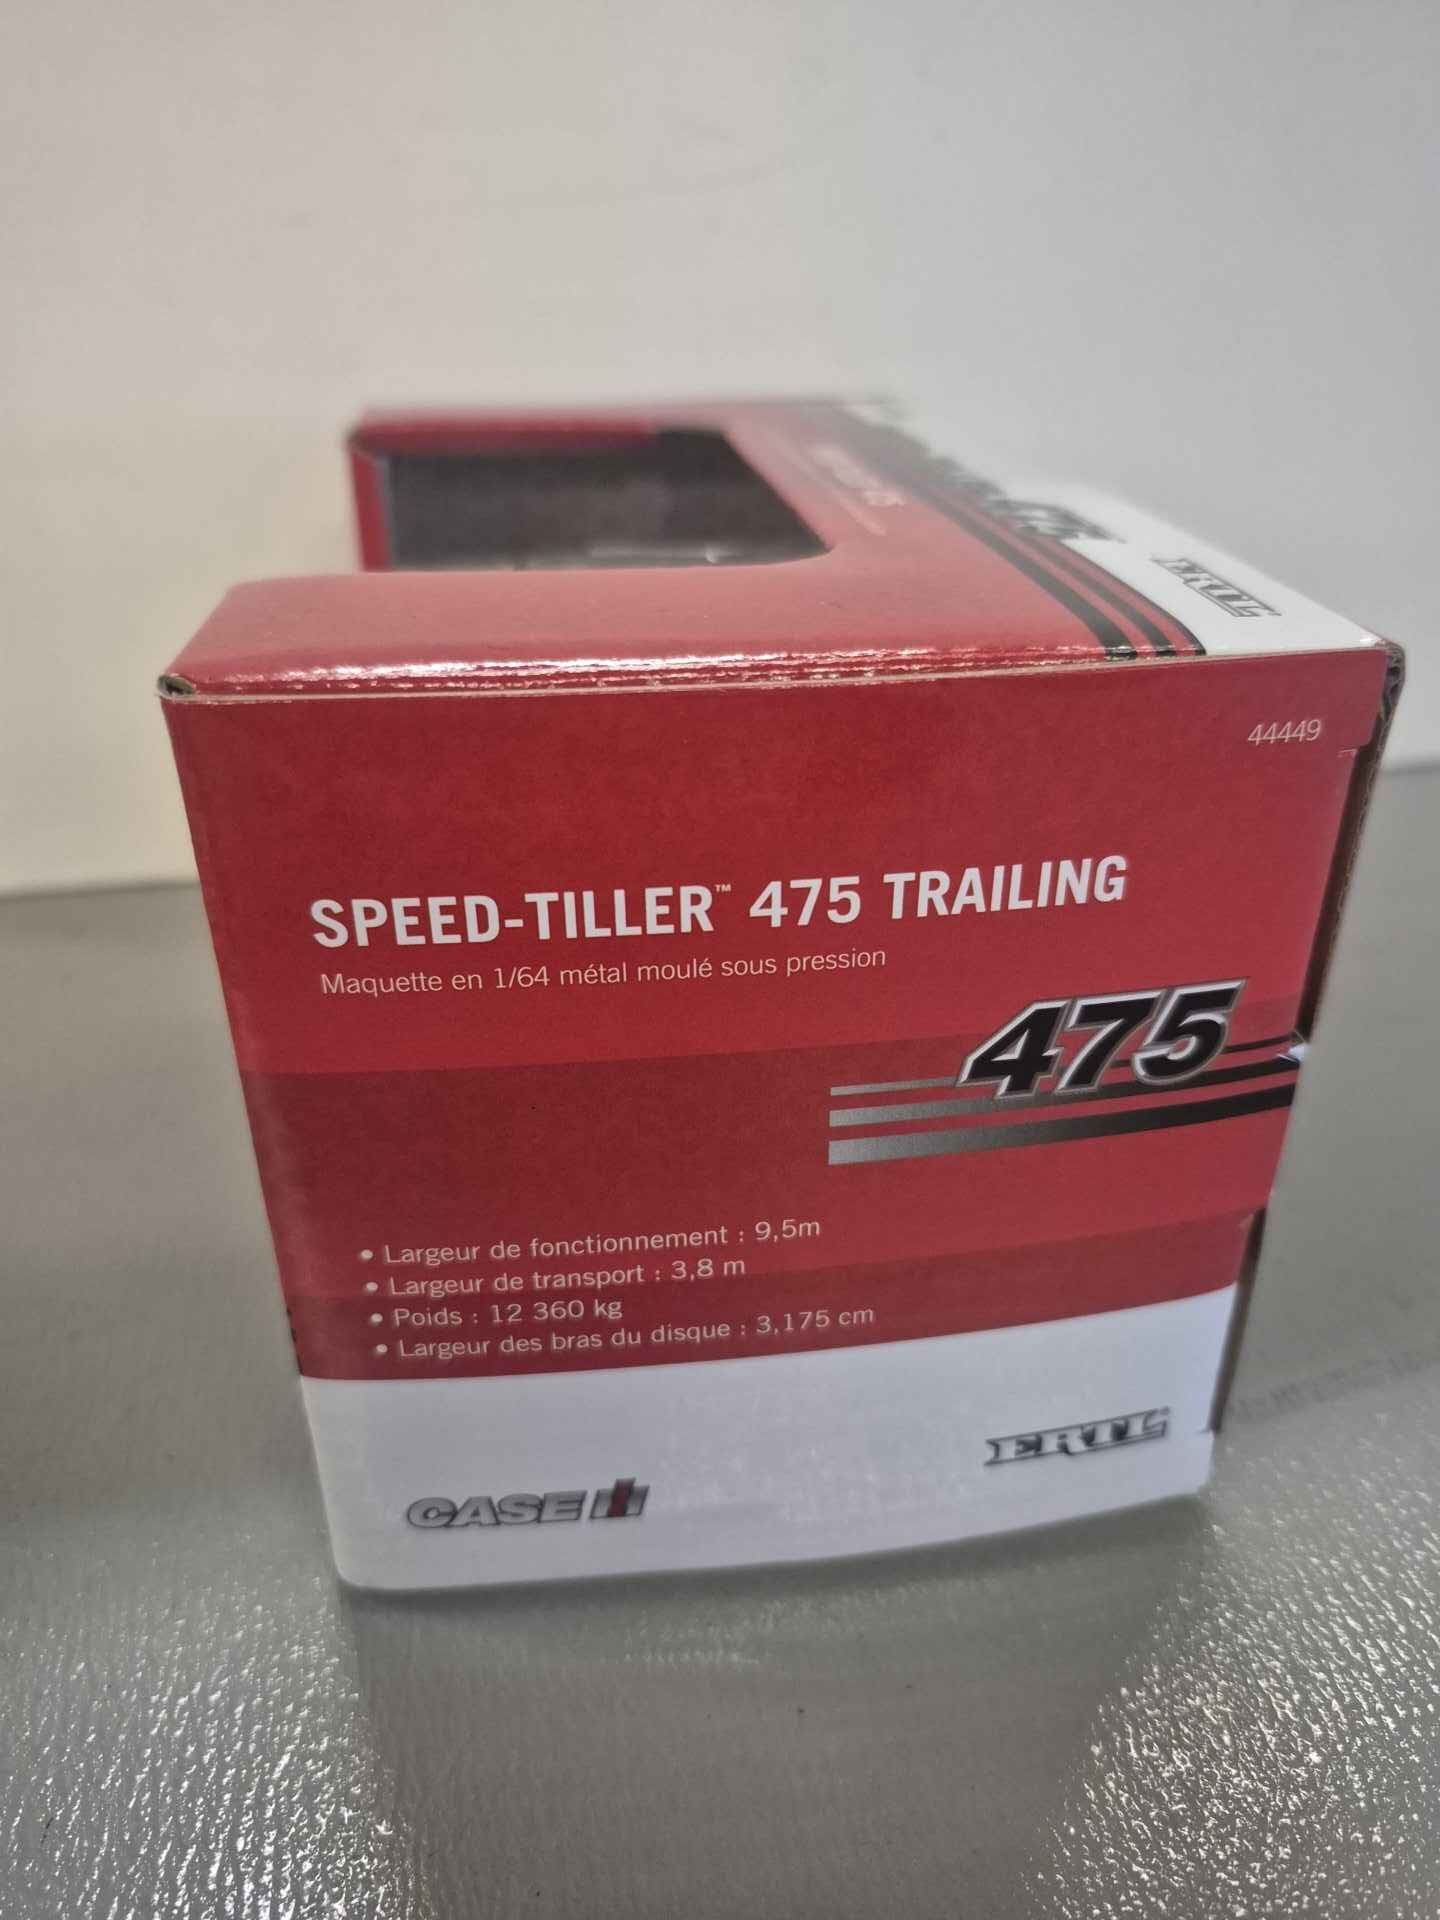 ERTL
44449
SPEED-TILLER™ 475 TRAILING
Maquette en 1/64 métal moulé sous pression
475
• Largeur de fonctionnement : 9,5m
• Largeur de transport : 3,8 m
• Poids : 12 360 kg
• Largeur des bras du disque : 3,175 cm
ERTL®
CASE IH